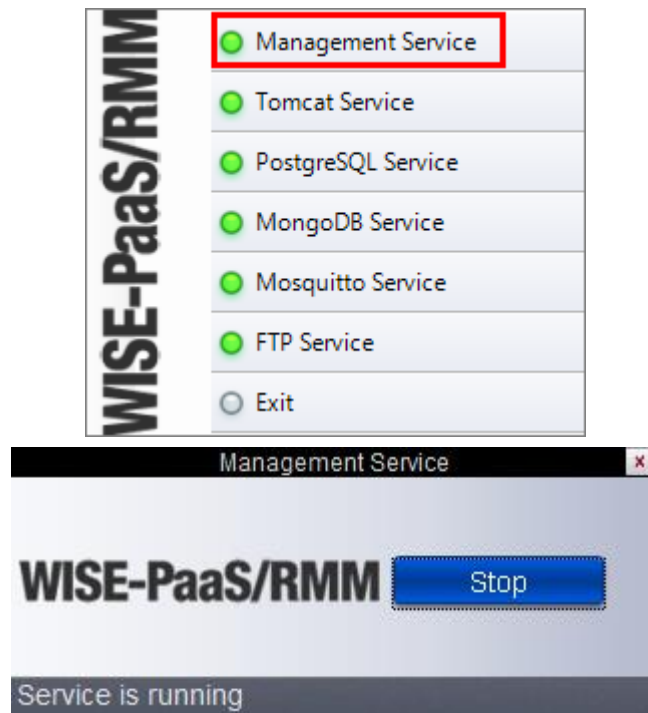 WISE-PaaS/RMM
Management Service
Tomcat Service
PostgreSQL Service
MongoDB Service
Mosquitto Service
FTP Service
Exit
Management Service
x
WISE-PaaS/RMM
Stop
Service is running